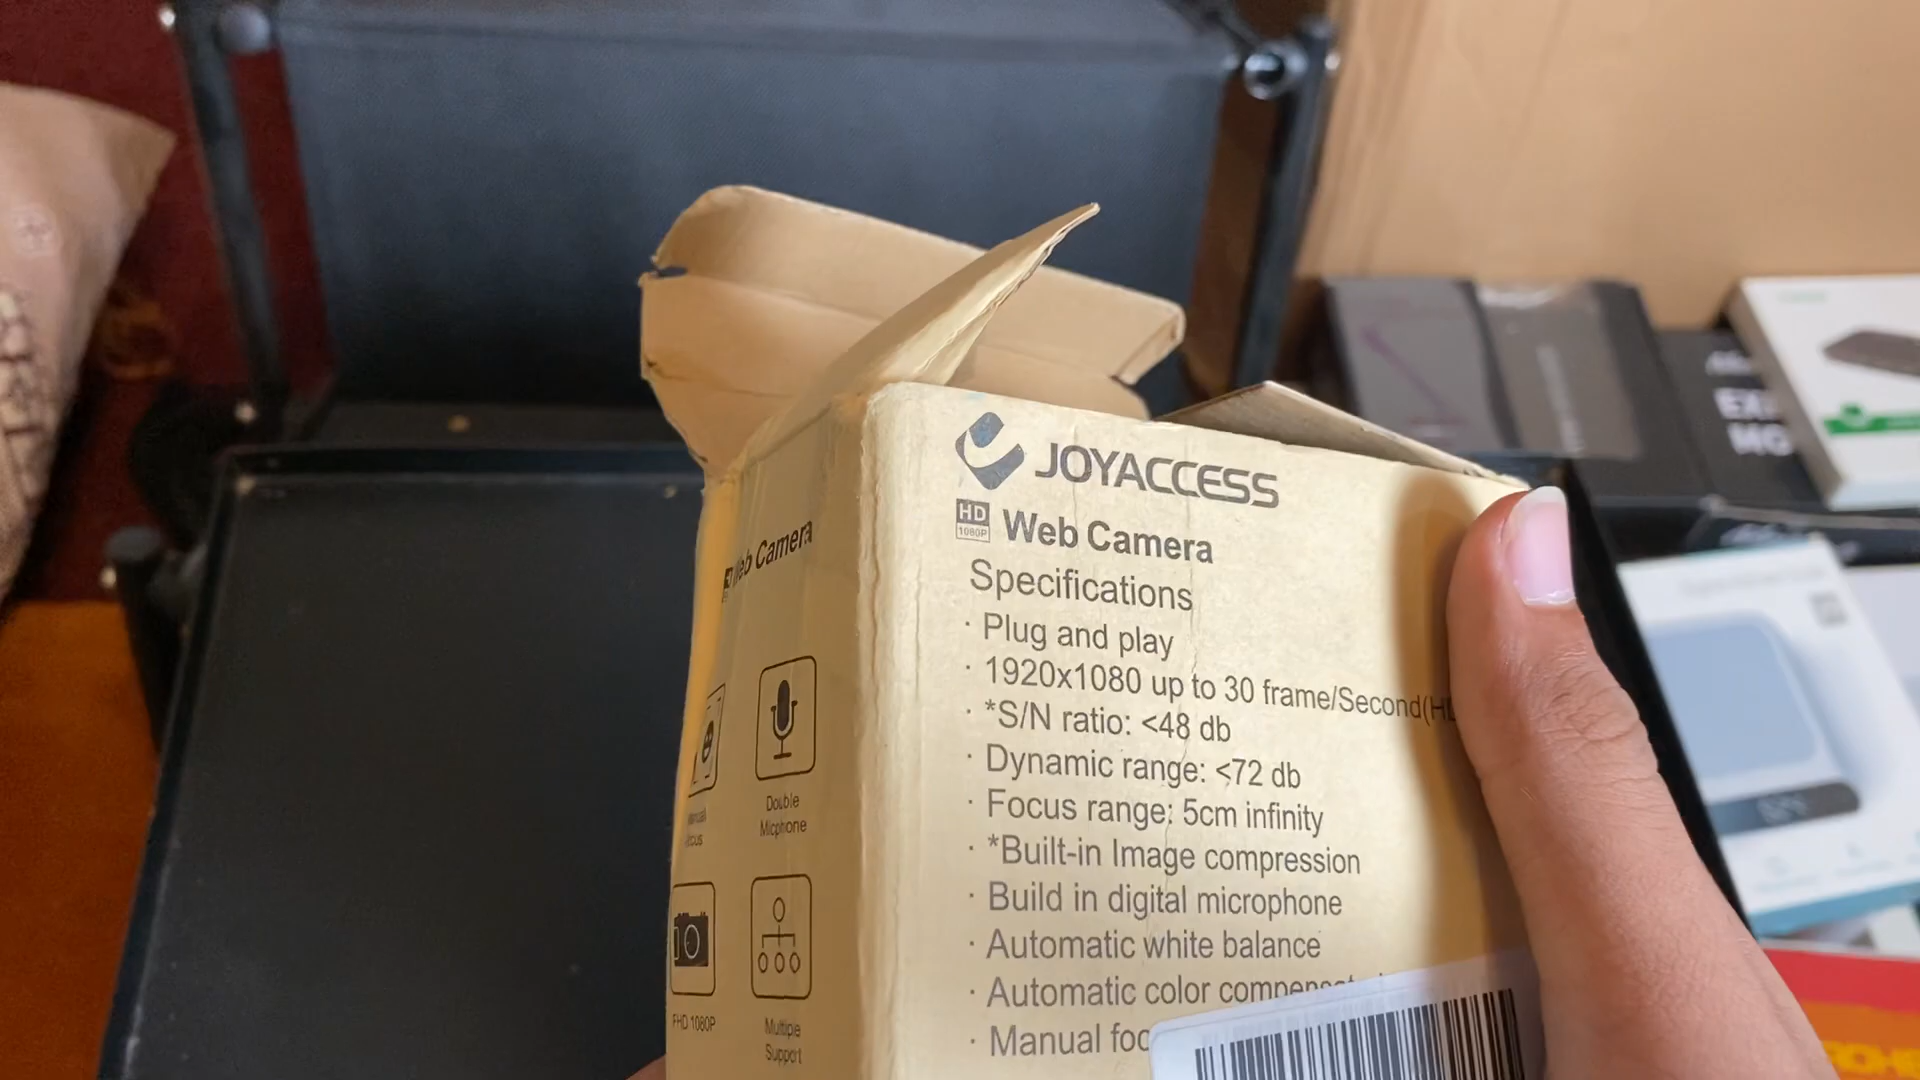 JOYACCESS
HD
1080P
Web Camera
Specifications
· Plug and play
· 1920x1080 up to 30 frame/Second(H
· *S/N ratio: <48 db
· Dynamic range: <72 db
· Focus range: 5cm infinity
· *Built-in Image compression
· Build in digital microphone
· Automatic white balance
· Automatic color
· Manual
Web Camera
Double
Micphone
FHD 1080P
Multiple
Support